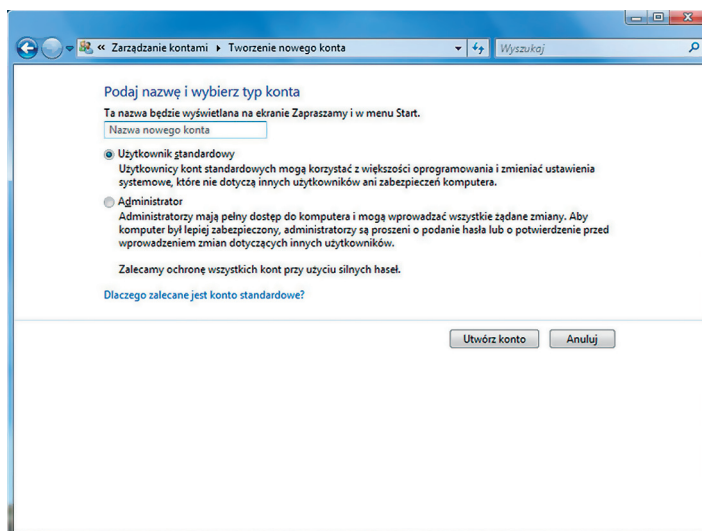 « Zarządzanie kontami ▸ Tworzenie nowego konta
Wyszukaj
Podaj nazwę i wybierz typ konta
Ta nazwa będzie wyświetlana na ekranie Zapraszamy i w menu Start.
Nazwa nowego konta
Użytkownik standardowy
Użytkownicy kont standardowych mogą korzystać z większości oprogramowania i zmieniać ustawienia
systemowe, które nie dotyczą innych użytkowników ani zabezpieczeń komputera.
Administrator
Administratorzy mają pełny dostęp do komputera i mogą wprowadzać wszystkie żądane zmiany. Aby
komputer był lepiej zabezpieczony, administratorzy są proszeni o podanie hasła lub o potwierdzenie przed
wprowadzeniem zmian dotyczących innych użytkowników.
Zalecamy ochronę wszystkich kont przy użyciu silnych haseł.
Dlaczego zalecane jest konto standardowe?
Utwórz konto
Anuluj